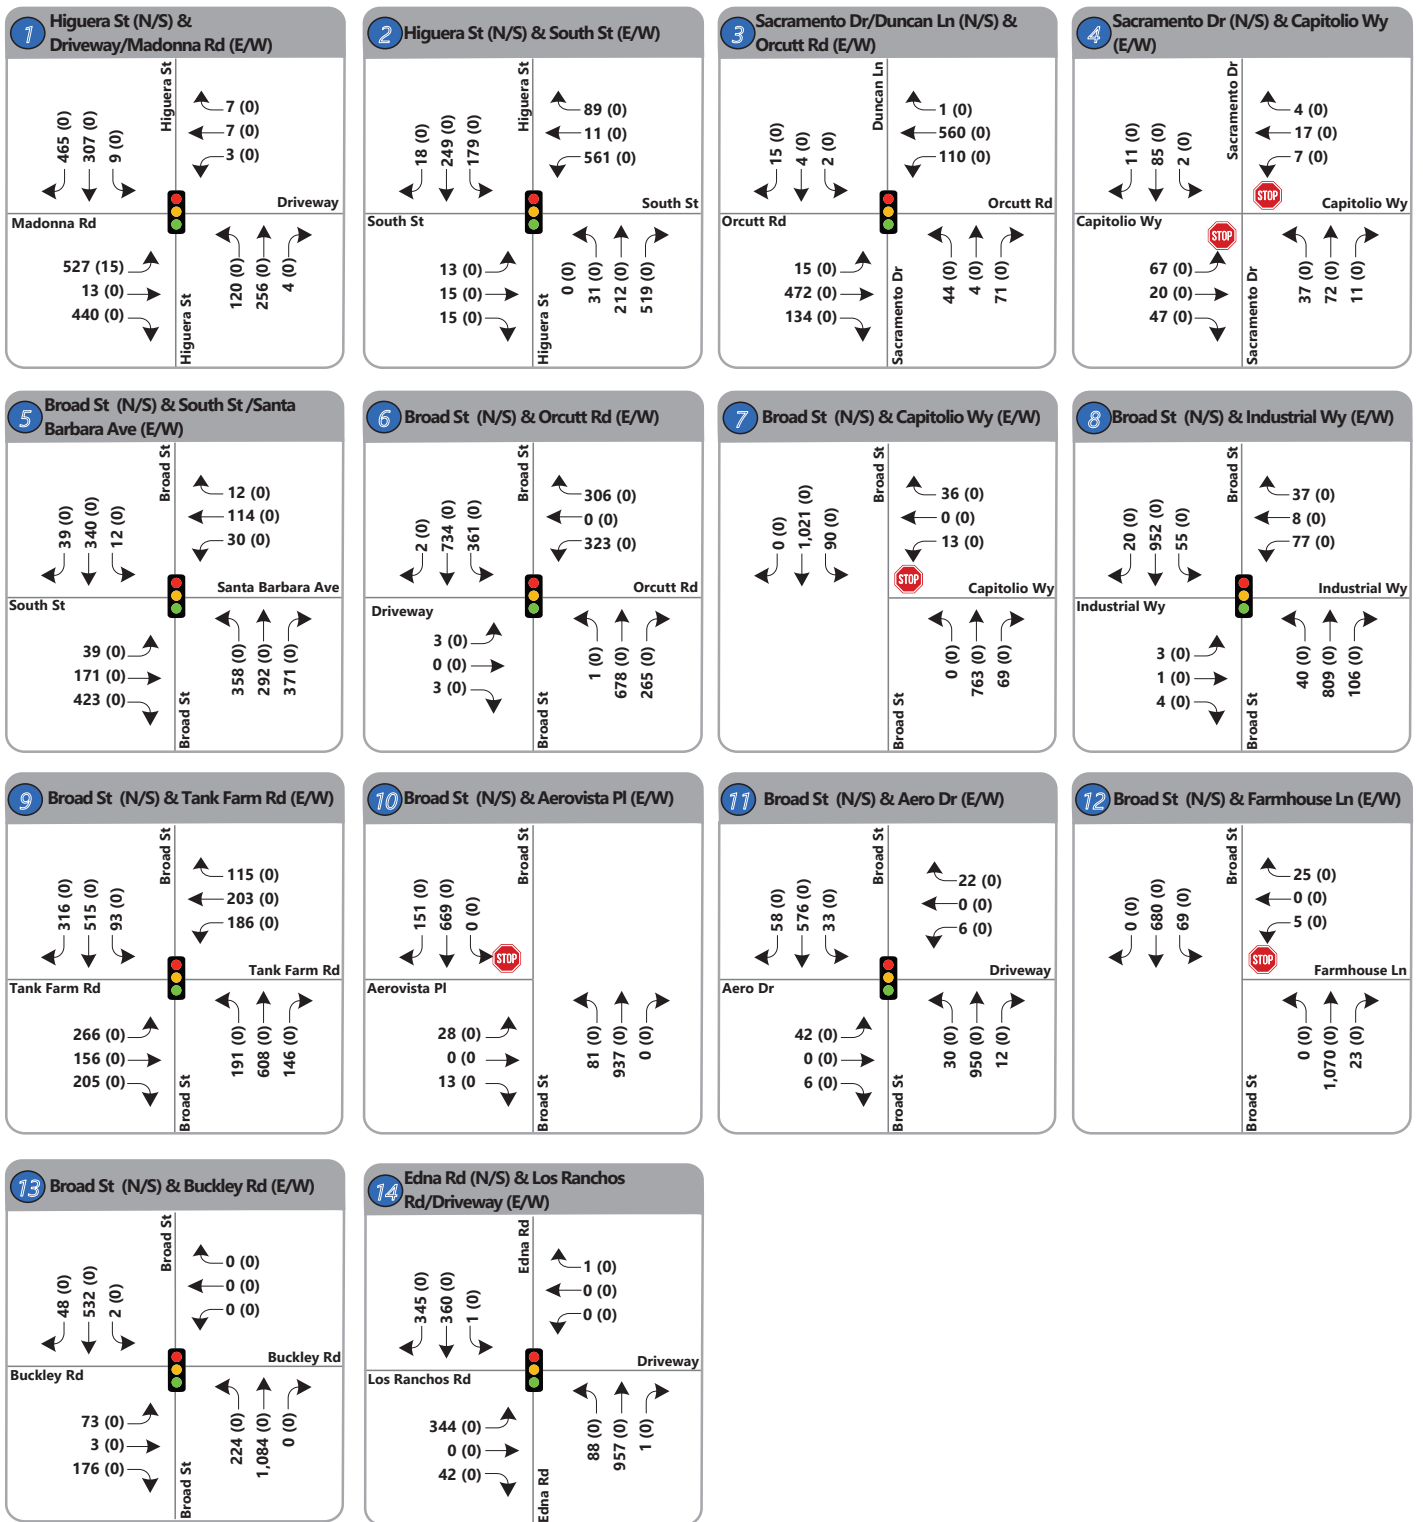 1 Higuera St (N/S) &
Driveway/Madonna Rd (E/W)
Higuera St
465 (0)
307 (0)
9 (0)
7 (0)
7 (0)
3 (0)
Driveway
Madonna Rd
527 (15)
13 (0)
440 (0)
120 (0)
256 (0)
4 (0)
Higuera St
2 Higuera St (N/S) & South St (E/W)
Higuera St
18 (0)
249 (0)
179 (0)
89 (0)
11 (0)
561 (0)
South St
South St
13 (0)
15 (0)
15 (0)
0 (0)
31 (0)
212 (0)
519 (0)
Higuera St
3 Sacramento Dr/Duncan Ln (N/S) &
Orcutt Rd (E/W)
Duncan Ln
15 (0)
4 (0)
2 (0)
1 (0)
560 (0)
110 (0)
Orcutt Rd
Orcutt Rd
15 (0)
472 (0)
134 (0)
44 (0)
4 (0)
71 (0)
Sacramento Dr
4 Sacramento Dr (N/S) & Capitolio Wy
(E/W)
Sacramento Dr
11 (0)
85 (0)
2 (0)
4 (0)
17 (0)
7 (0)
STOP
Capitolio Wy
Capitolio Wy
STOP
67 (0)
20 (0)
47 (0)
37 (0)
72 (0)
11 (0)
Sacramento Dr
5 Broad St (N/S) & South St /Santa
Barbara Ave (E/W)
Broad St
39 (0)
340 (0)
12 (0)
12 (0)
114 (0)
30 (0)
Santa Barbara Ave
South St
39 (0)
171 (0)
423 (0)
358 (0)
292 (0)
371 (0)
Broad St
6 Broad St (N/S) & Orcutt Rd (E/W)
Broad St
2 (0)
734 (0)
361 (0)
306 (0)
0 (0)
323 (0)
Orcutt Rd
Driveway
3 (0)
0 (0)
3 (0)
1 (0)
678 (0)
265 (0)
Broad St
7 Broad St (N/S) & Capitolio Wy (E/W)
Broad St
0 (0)
1,021 (0)
90 (0)
36 (0)
0 (0)
13 (0)
STOP
Capitolio Wy
0 (0)
763 (0)
69 (0)
Broad St
8 Broad St (N/S) & Industrial Wy (E/W)
Broad St
20 (0)
952 (0)
55 (0)
37 (0)
8 (0)
77 (0)
Industrial Wy
Industrial Wy
3 (0)
1 (0)
4 (0)
40 (0)
809 (0)
106 (0)
Broad St
9 Broad St (N/S) & Tank Farm Rd (E/W)
Broad St
316 (0)
515 (0)
93 (0)
115 (0)
203 (0)
186 (0)
Tank Farm Rd
Tank Farm Rd
266 (0)
156 (0)
205 (0)
191 (0)
608 (0)
146 (0)
Broad St
10 Broad St (N/S) & Aerovista Pl (E/W)
Broad St
151 (0)
669 (0)
0 (0)
STOP
Aerovista Pl
28 (0)
0 (0
13 (0
81 (0)
937 (0)
0 (0)
11 Broad St (N/S) & Aero Dr (E/W)
Broad St
58 (0)
576 (0)
33 (0)
22 (0)
0 (0)
6 (0)
Driveway
Aero Dr
42 (0)
0 (0)
6 (0)
30 (0)
950 (0)
12 (0)
Broad St
12 Broad St (N/S) & Farmhouse Ln (E/W)
Broad St
0 (0)
680 (0)
69 (0)
25 (0)
0 (0)
5 (0)
STOP
Farmhouse Ln
0 (0)
1,070 (0)
23 (0)
Broad St
13 Broad St (N/S) & Buckley Rd (E/W)
Broad St
48 (0)
532 (0)
2 (0)
0 (0)
0 (0)
0 (0)
Buckley Rd
Buckley Rd
73 (0)
3 (0)
176 (0)
224 (0)
1,084 (0)
0 (0)
Broad St
14 Edna Rd (N/S) & Los Ranchos
Rd/Driveway (E/W)
Edna Rd
345 (0)
360 (0)
1 (0)
1 (0)
0 (0)
0 (0)
Driveway
Los Ranchos Rd
344 (0)
0 (0)
42 (0)
88 (0)
957 (0)
1 (0)
Edna Rd